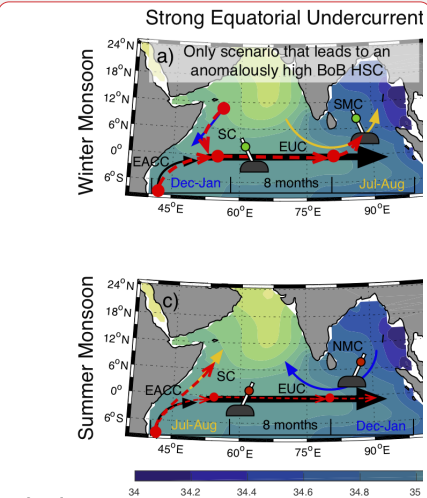 Strong Equatorial Undercurrent
Winter Monsoon
24°N
18°N
12°N
6°N
0°
6°S
a) Only scenario that leads to an
anomalously high BoB HSC
SMC
SC
EUC
EACC
Dec-Jan
8 months
Jul-Aug
45°E
60°E
75°E
90°E
Summer Monsoon
24°N
18°N
12°N
6°N
0°
6°S
c)
NMC
SC
EUC
EACC
Jul-Aug
8 months
Dec-Jan
45°E
60°E
75°E
90°E
34
34.2
34.4
34.6
34.8
35